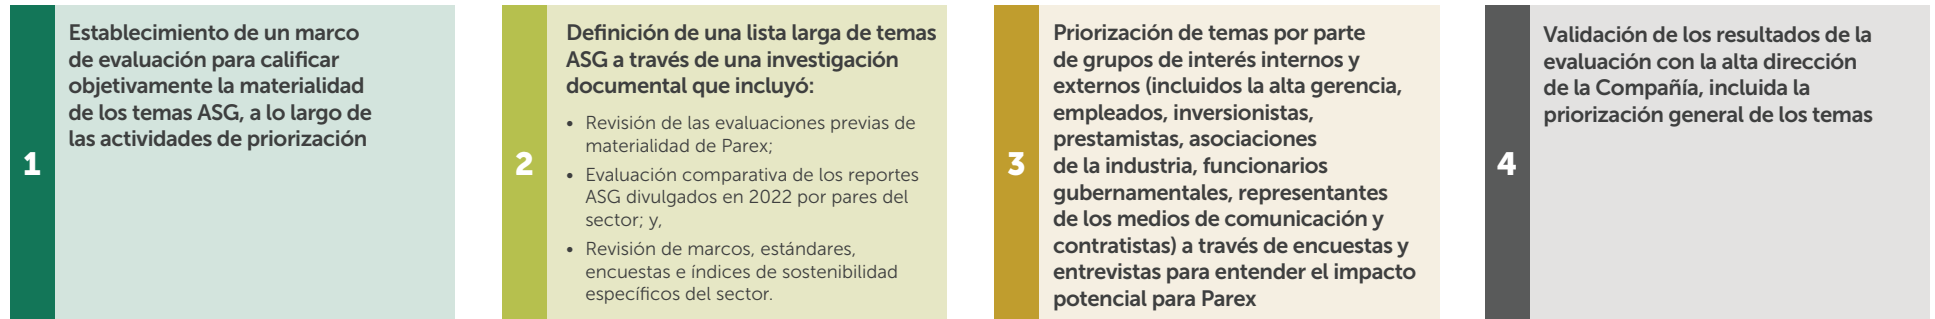 1
Establecimiento de un marco
de evaluación para calificar
objetivamente la materialidad
de los temas ASG, a lo largo de
las actividades de priorización
2
Definición de una lista larga de temas
ASG a través de una investigación
documental que incluyó:
• Revisión de las evaluaciones previas de
materialidad de Parex;
• Evaluación comparativa de los reportes
ASG divulgados en 2022 por pares del
sector; y,
• Revisión de marcos, estándares,
encuestas e índices de sostenibilidad
específicos del sector.
3
Priorización de temas por parte
de grupos de interés internos y
externos (incluidos la alta gerencia,
empleados, inversionistas,
prestamistas, asociaciones
de la industria, funcionarios
gubernamentales, representantes
de los medios de comunicación y
contratistas) a través de encuestas y
entrevistas para entender el impacto
potencial para Parex
4
Validación de los resultados de la
evaluación con la alta dirección
de la Compañía, incluida la
priorización general de los temas